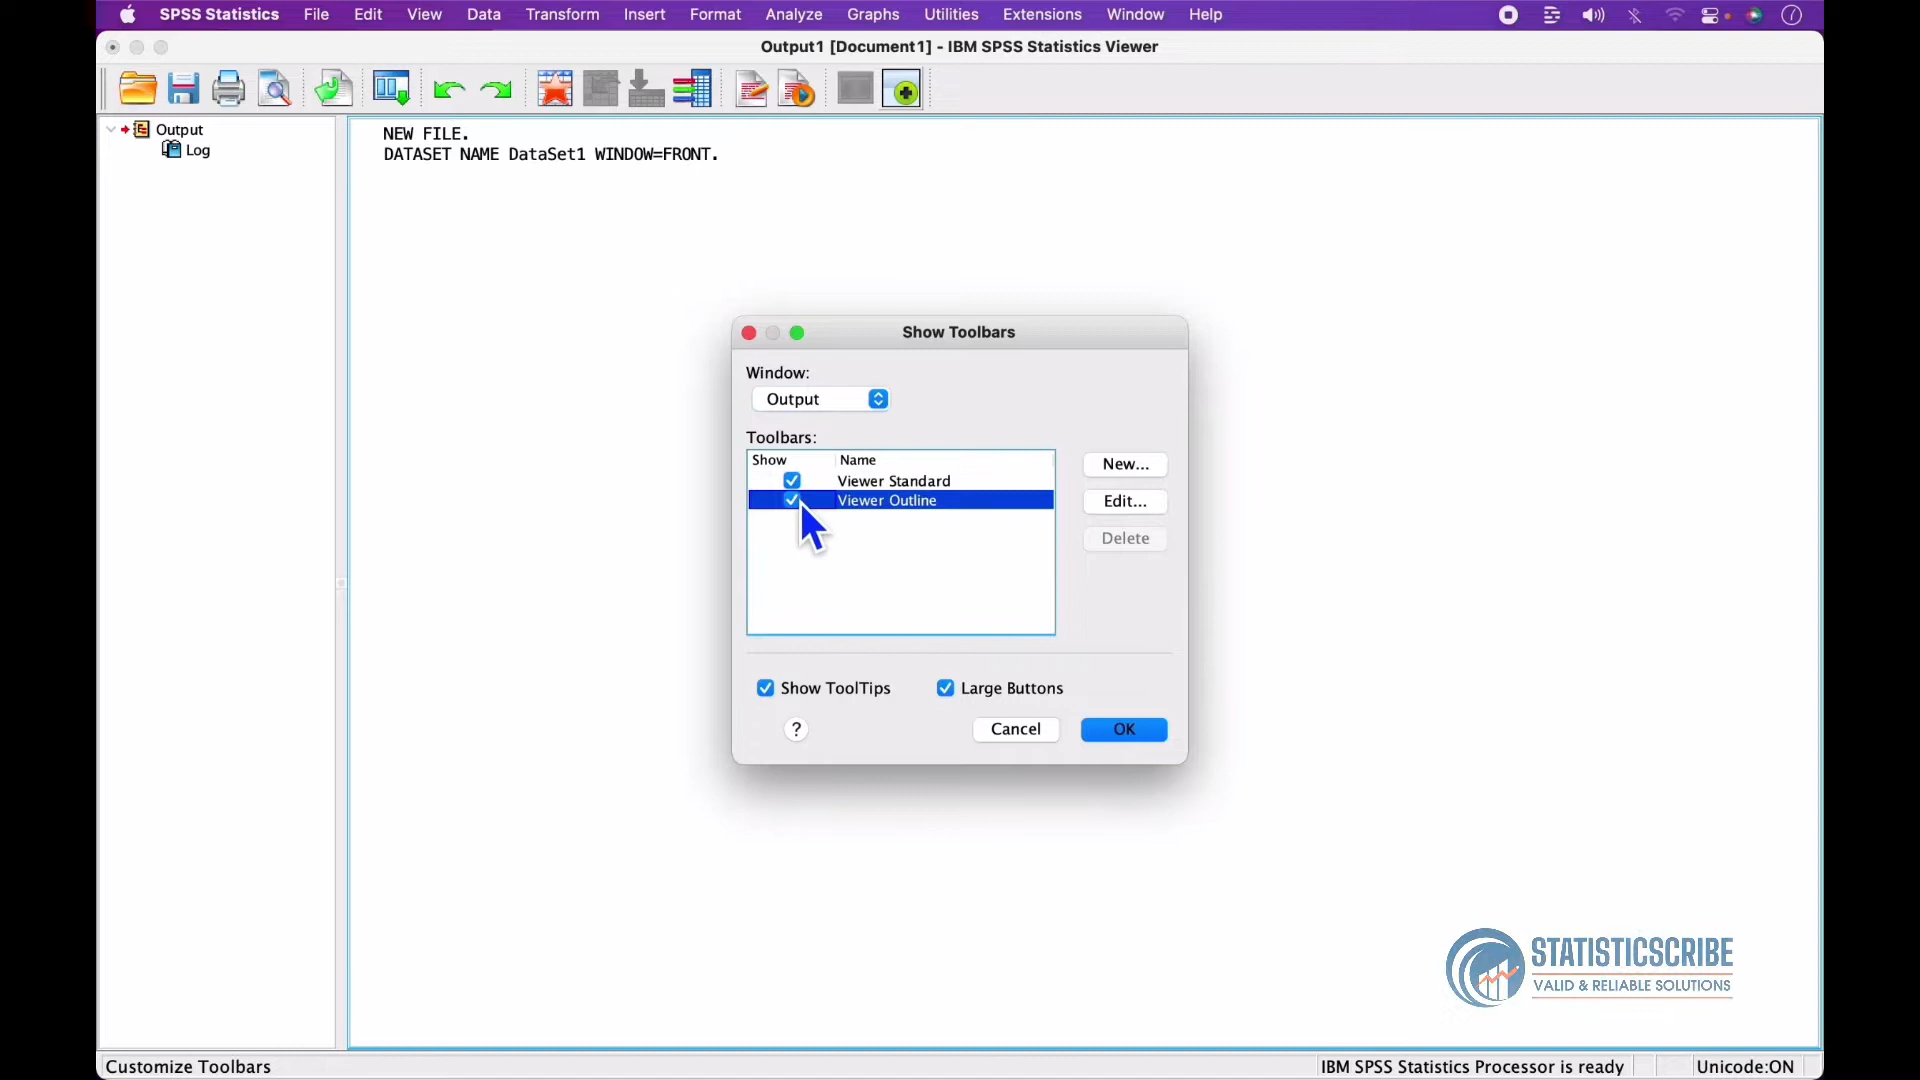 SPSS Statistics File Edit View Data Transform Insert Format Analyze Graphs Utilities Extensions Window Help
Output1 [Document1] - IBM SPSS Statistics Viewer
Output
Log
NEW FILE.
DATASET NAME DataSet1 WINDOW=FRONT.
Show Toolbars
Window:
Output
Toolbars:
Show Name
Viewer Standard
Viewer Outline
New...
Edit...
Delete
Show ToolTips Large Buttons
? Cancel OK
STATISTICSCRIBE
VALID & RELIABLE SOLUTIONS
Customize Toolbars IBM SPSS Statistics Processor is ready Unicode:ON